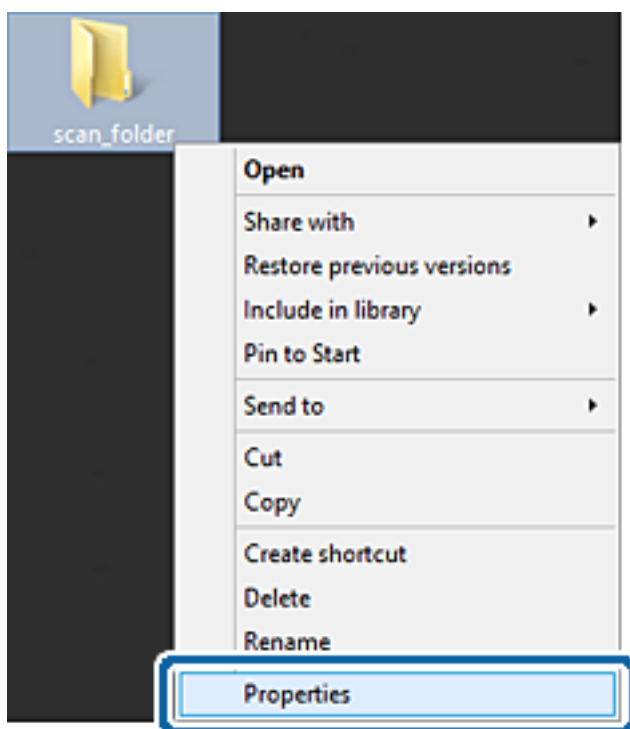 scan_folder
Open
Share with
Restore previous versions
Include in library
Pin to Start
Send to
Cut
Copy
Create shortcut
Delete
Rename
Properties